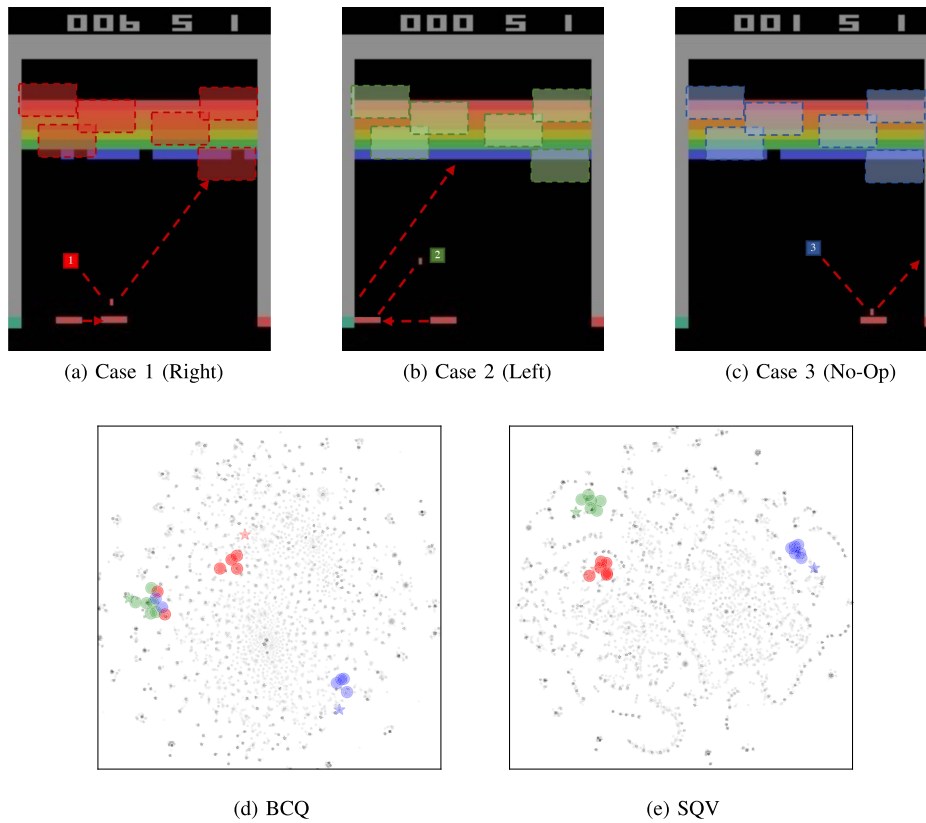 006 5 1
000 5 1
001 5 1
1
2
3
(a) Case 1 (Right)
(b) Case 2 (Left)
(c) Case 3 (No-Op)
(d) BCQ
(e) SQV